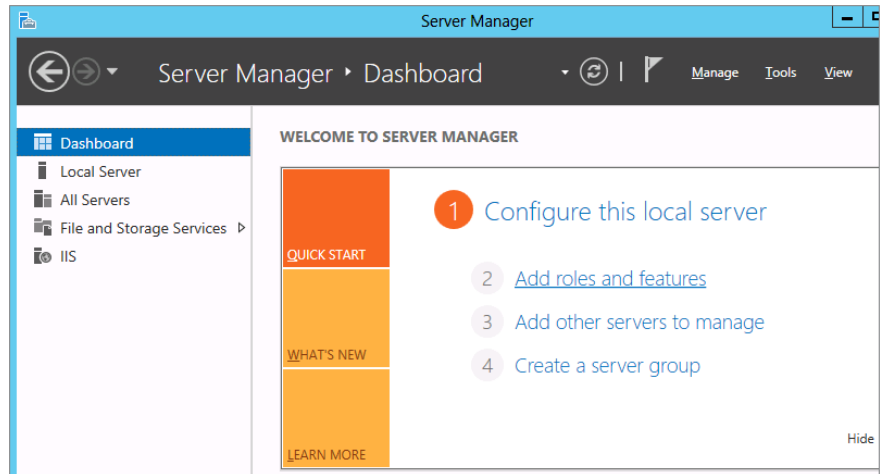 Server Manager
Server Manager ‣ Dashboard
Manage Tools View
Dashboard
Local Server
All Servers
File and Storage Services
IIS
WELCOME TO SERVER MANAGER
QUICK START
WHAT'S NEW
LEARN MORE
1 Configure this local server
2 Add roles and features
3 Add other servers to manage
4 Create a server group
Hide